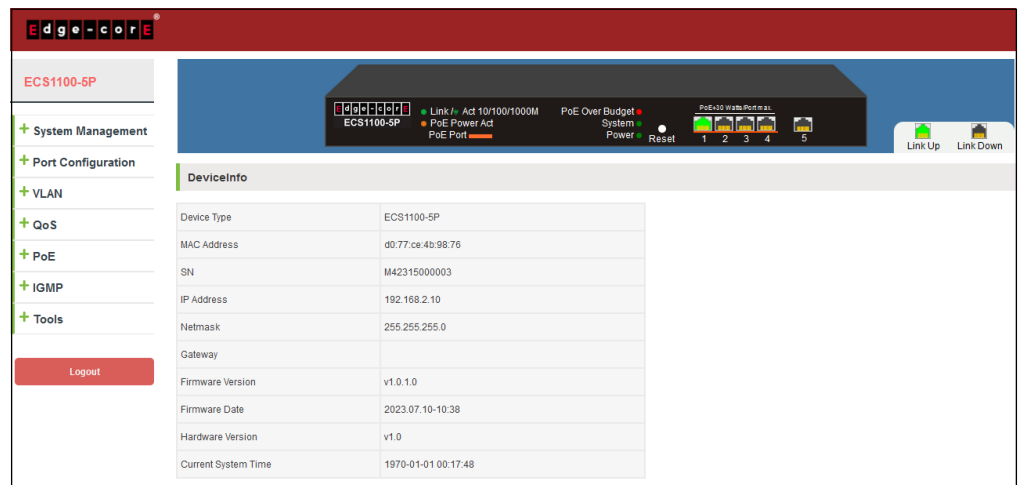 Edge-corE®
ECS1100-5P
+ System Management
+ Port Configuration
+ VLAN
+ QoS
+ PoE
+ IGMP
+ Tools
Logout
Edge-corE
ECS1100-5P
Link / Act 10/100/1000M
PoE Power Act
PoE Port
PoE Over Budget
System
Power
Reset
PoE+30 Watts/Port max.
1 2 3 4 5
Link Up Link Down
DeviceInfo
Device Type ECS1100-5P
MAC Address d0:77:ce:4b:98:76
SN M42315000003
IP Address 192.168.2.10
Netmask 255.255.255.0
Gateway
Firmware Version v1.0.1.0
Firmware Date 2023.07.10-10:38
Hardware Version v1.0
Current System Time 1970-01-01 00:17:48